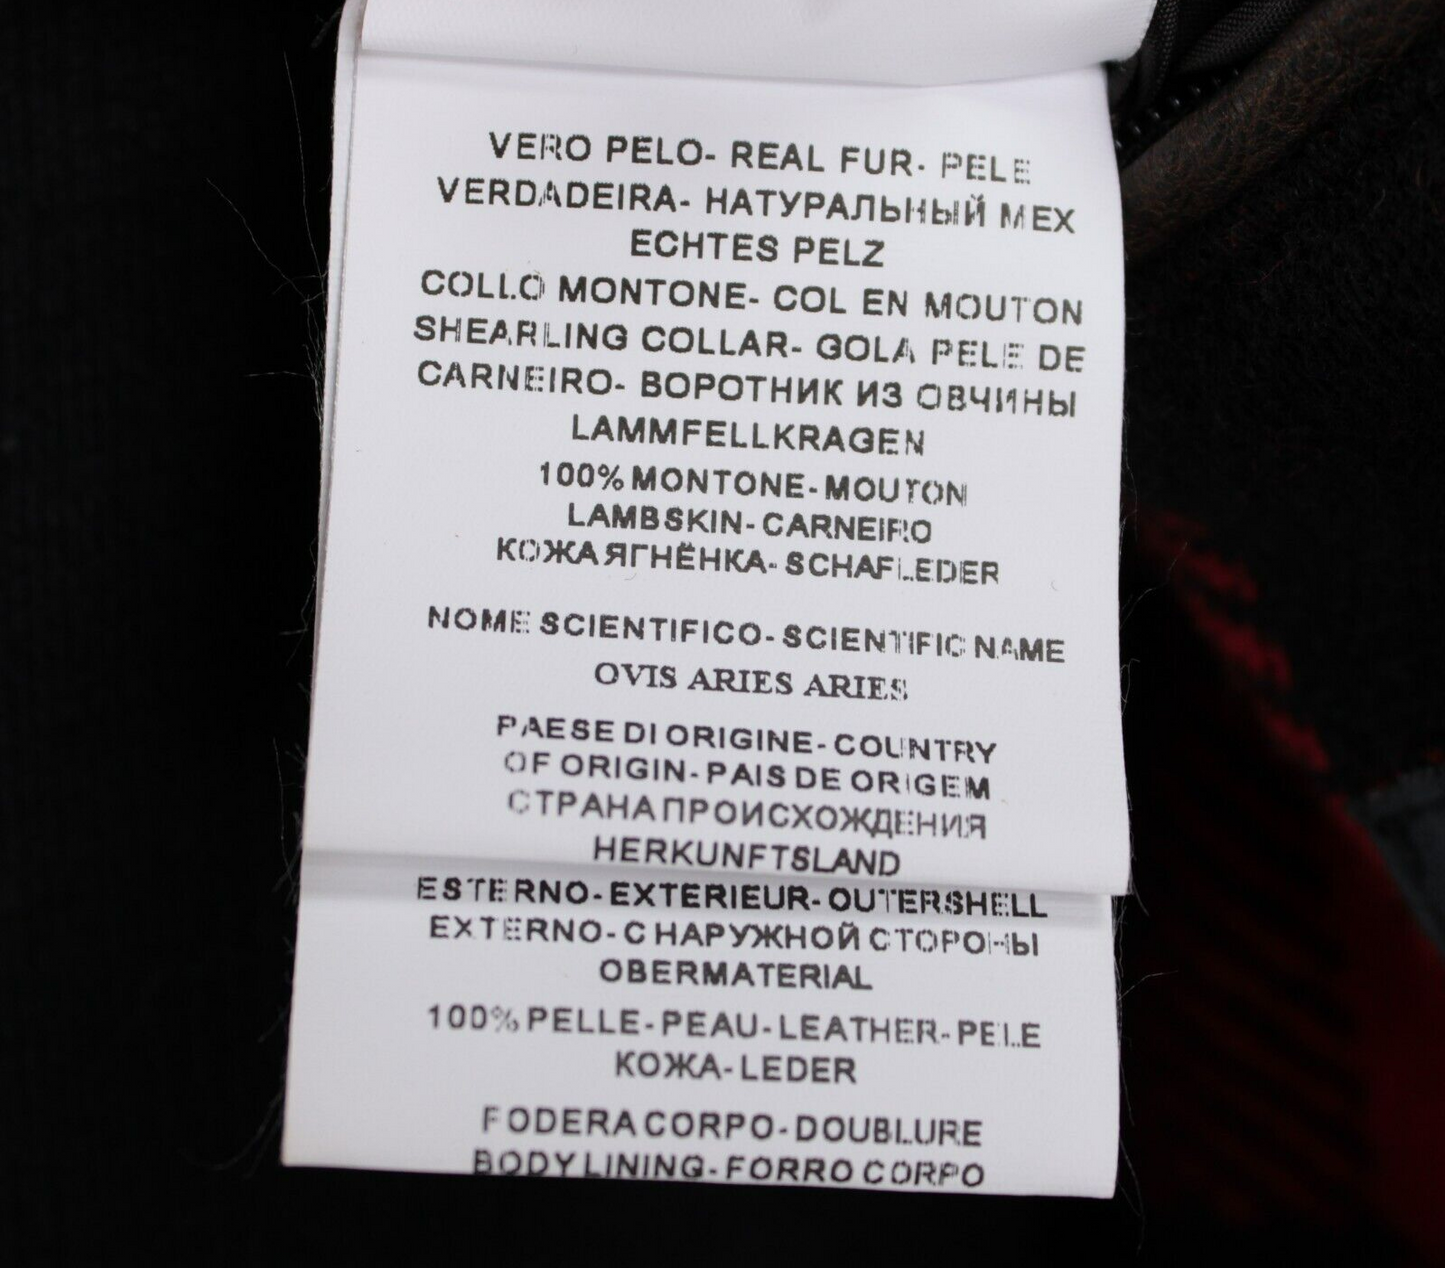 VERO PELO- REAL FUR- PELE
VERDADEIRA- НАТУРАЛЬНЫЙ МЕХ
ECHTES PELZ
COLLO MONTONE- COL EN MOUTON
SHEARLING COLLAR- GOLA PELE DE
CARNEIRO- ВОРОТНИК ИЗ ОВЧИНЫ
LAMMFELLKRAGEN
100% MONTONE- MOUTON
LAMBSKIN- CARNEIRO
КОЖА ЯГНЁНКА- SCHAFLEDER
NOME SCIENTIFICO- SCIENTIFIC NAME
OVIS ARIES ARIES
PAESE DI ORIGINE- COUNTRY
OF ORIGIN- PAIS DE ORIGEM
СТРАНА ПРОИСХОЖДЕНИЯ
HERKUNFTSLAND
ESTERNO- EXTERIEUR- OUTERSHELL
EXTERNO- С НАРУЖНОЙ СТОРОНЫ
OBERMATERIAL
100% PELLE- PEAU- LEATHER- PELE
КОЖА- LEDER
FODERA CORPO- DOUBLURE
BODY LINING- FORRO CORPO